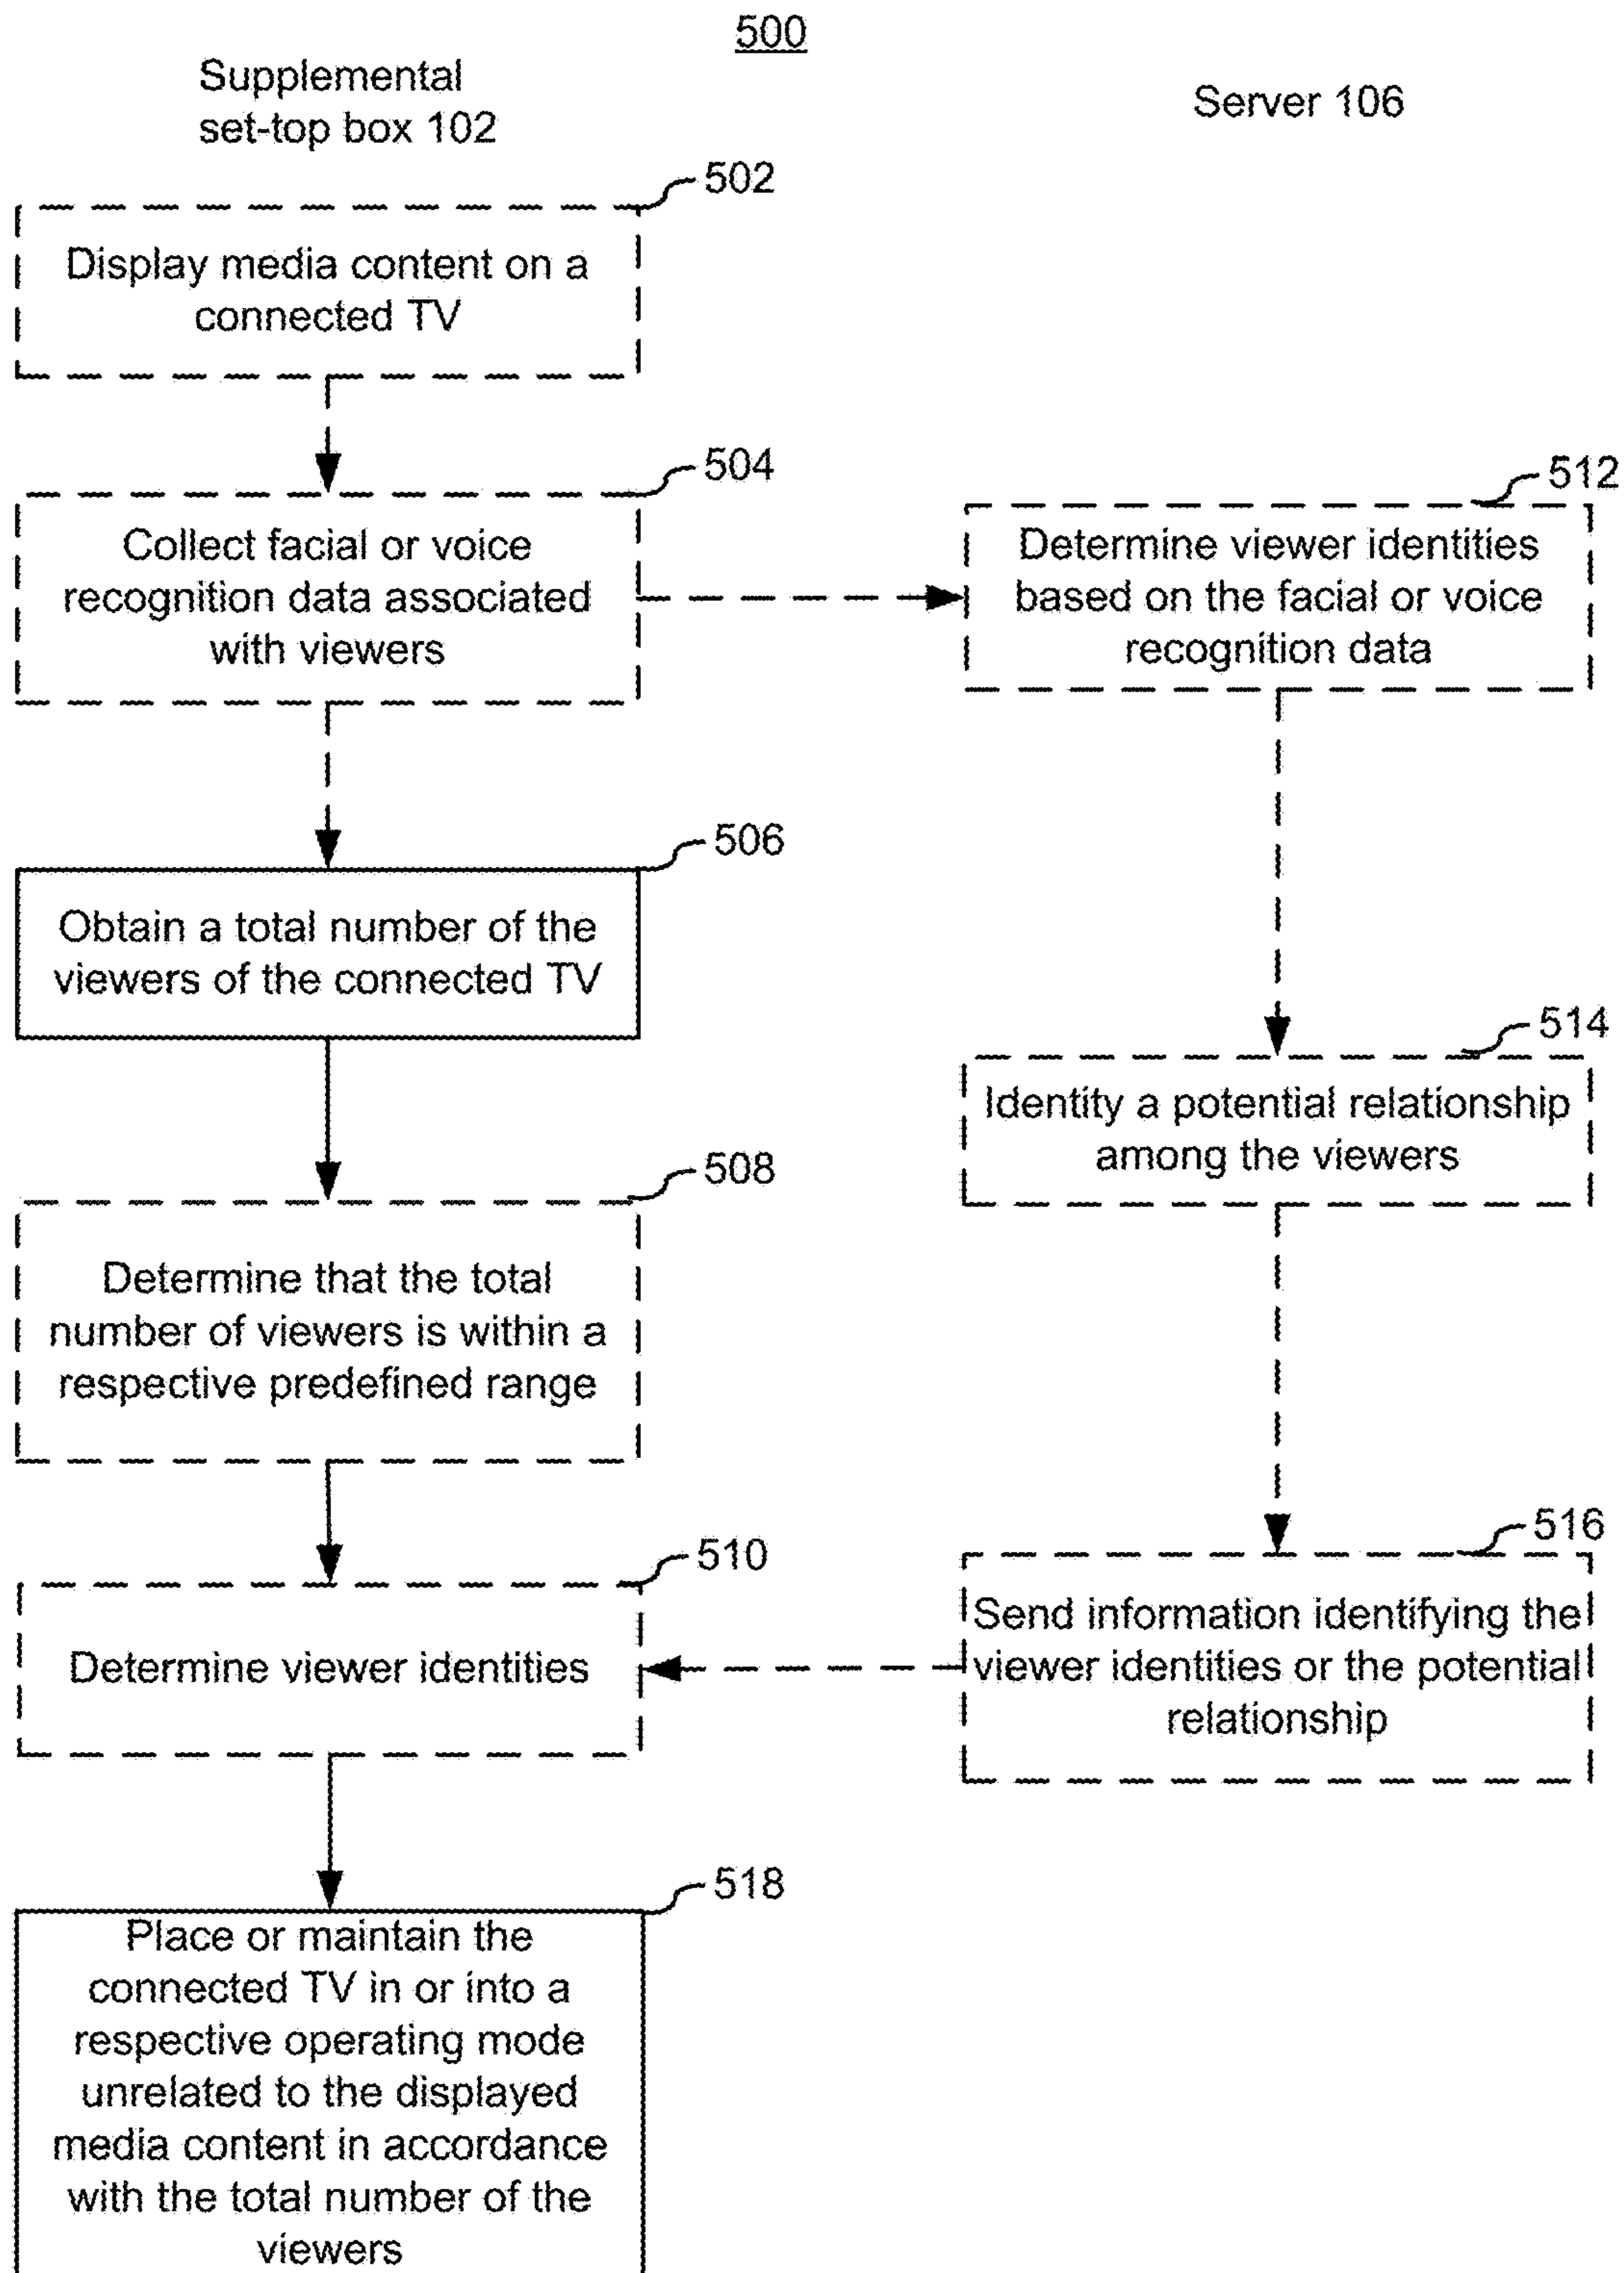 500
Supplemental
set-top box 102
Server 106
502
Display media content on a
connected TV
504
Collect facial or voice
recognition data associated
with viewers
512
Determine viewer identities
based on the facial or voice
recognition data
506
Obtain a total number of the
viewers of the connected TV
514
Identity a potential relationship
among the viewers
508
Determine that the total
number of viewers is within a
respective predefined range
510
Determine viewer identities
516
Send information identifying the
viewer identities or the potential
relationship
518
Place or maintain the
connected TV in or into a
respective operating mode
unrelated to the displayed
media content in accordance
with the total number of the
viewers